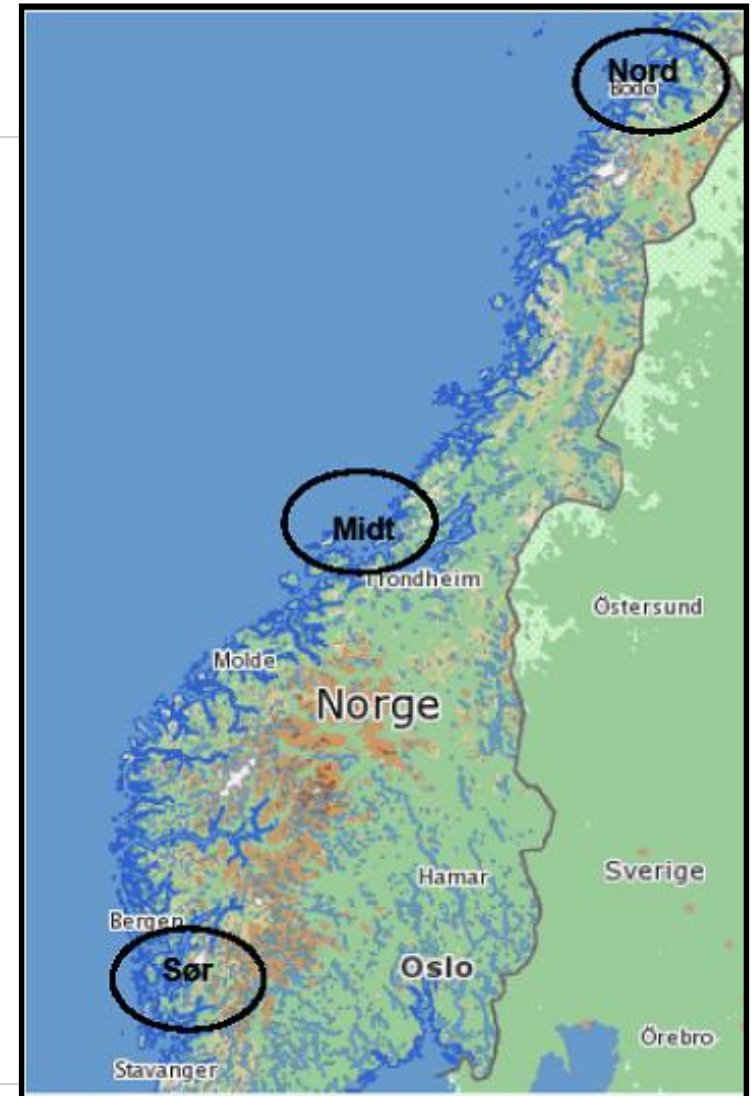 Nord
Bodø
Midt
Trondheim
Östersund
Molde
Norge
Hamar
Sverige
Bergen
Sør
Oslo
Örebro
Stavanger